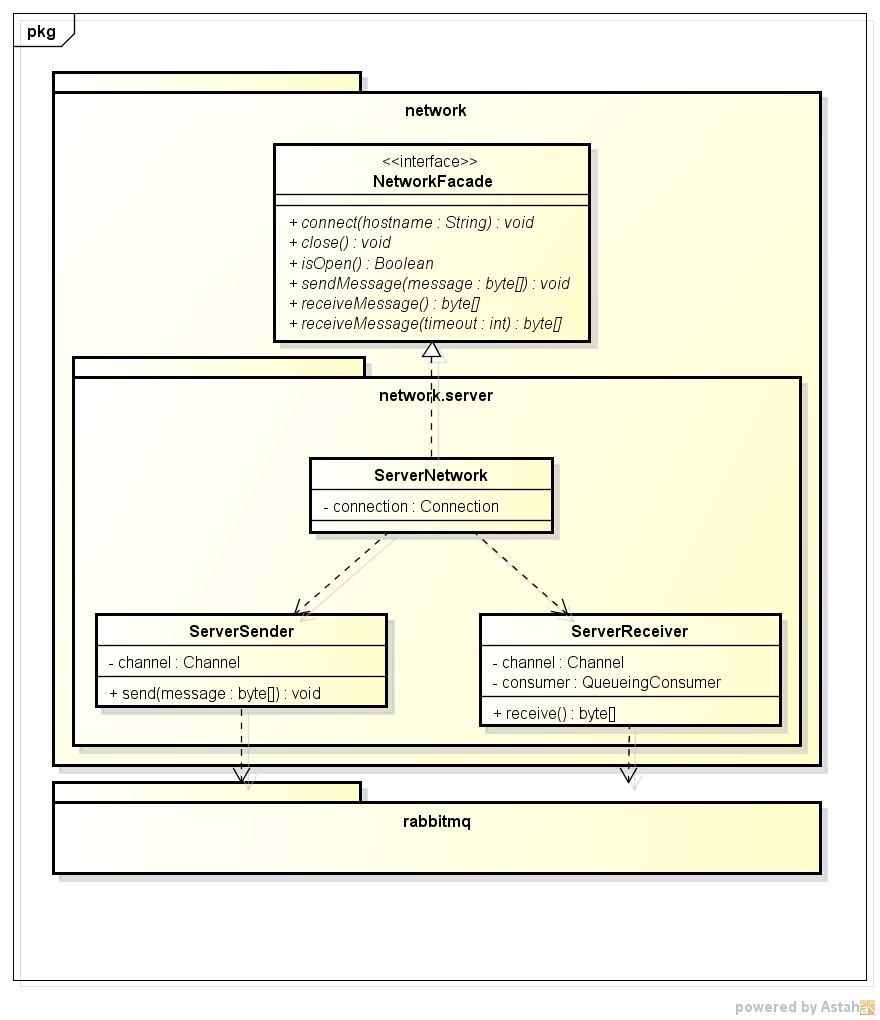 pkg
network
<<interface>>
NetworkFacade
+ connect(hostname : String) : void
+ close() : void
+ isOpen() : Boolean
+ sendMessage(message : byte[]) : void
+ receiveMessage() : byte[]
+ receiveMessage(timeout : int) : byte[]
network.server
ServerNetwork
- connection : Connection
ServerSender
- channel : Channel
+ send(message : byte[]) : void
ServerReceiver
- channel : Channel
- consumer : QueueingConsumer
+ receive() : byte[]
rabbitmq
powered by Astah